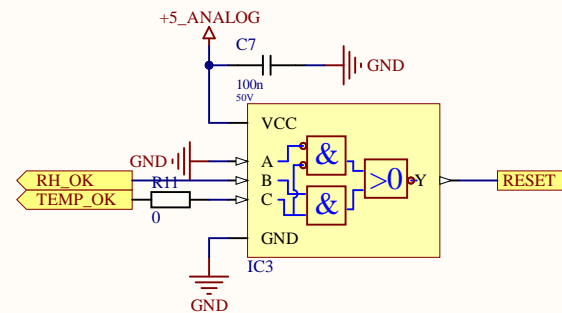 +5_ANALOG
C7
GND
100n
50V
VCC
GND
A
&
RH_OK
R11
B
>0
Y
RESET
TEMP_OK
0
C
&
GND
IC3
GND